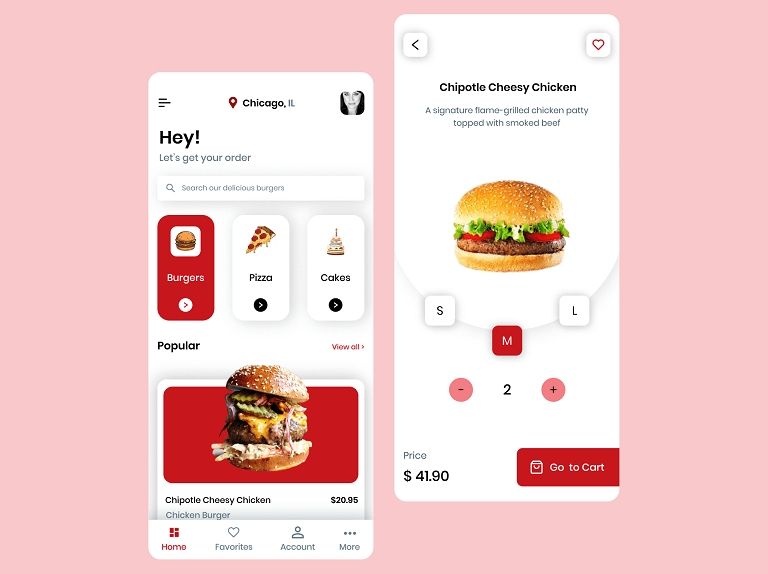 Chicago, IL
Hey!
Let's get your order
Search our delicious burgers
Burgers
Pizza
Cakes
Popular
View all >
Chipotle Cheesy Chicken
$20.95
Chicken Burger
Home
Favorites
Account
More
Chipotle Cheesy Chicken
A signature flame-grilled chicken patty
topped with smoked beef
S
L
M
-
2
+
Price
$ 41.90
Go to Cart